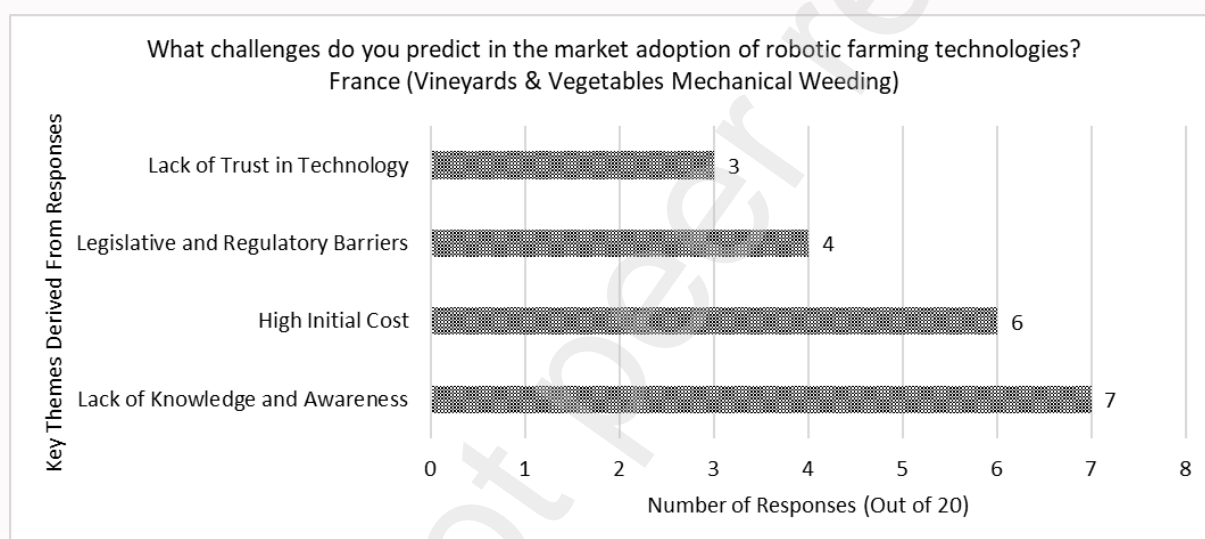 What challenges do you predict in the market adoption of robotic farming technologies?
France (Vineyards & Vegetables Mechanical Weeding)
Key Themes Derived From Responses
Lack of Trust in Technology
3
Legislative and Regulatory Barriers
4
High Initial Cost
6
Lack of Knowledge and Awareness
7
0 1 2 3 4 5 6 7 8
Number of Responses (Out of 20)
ot peer re